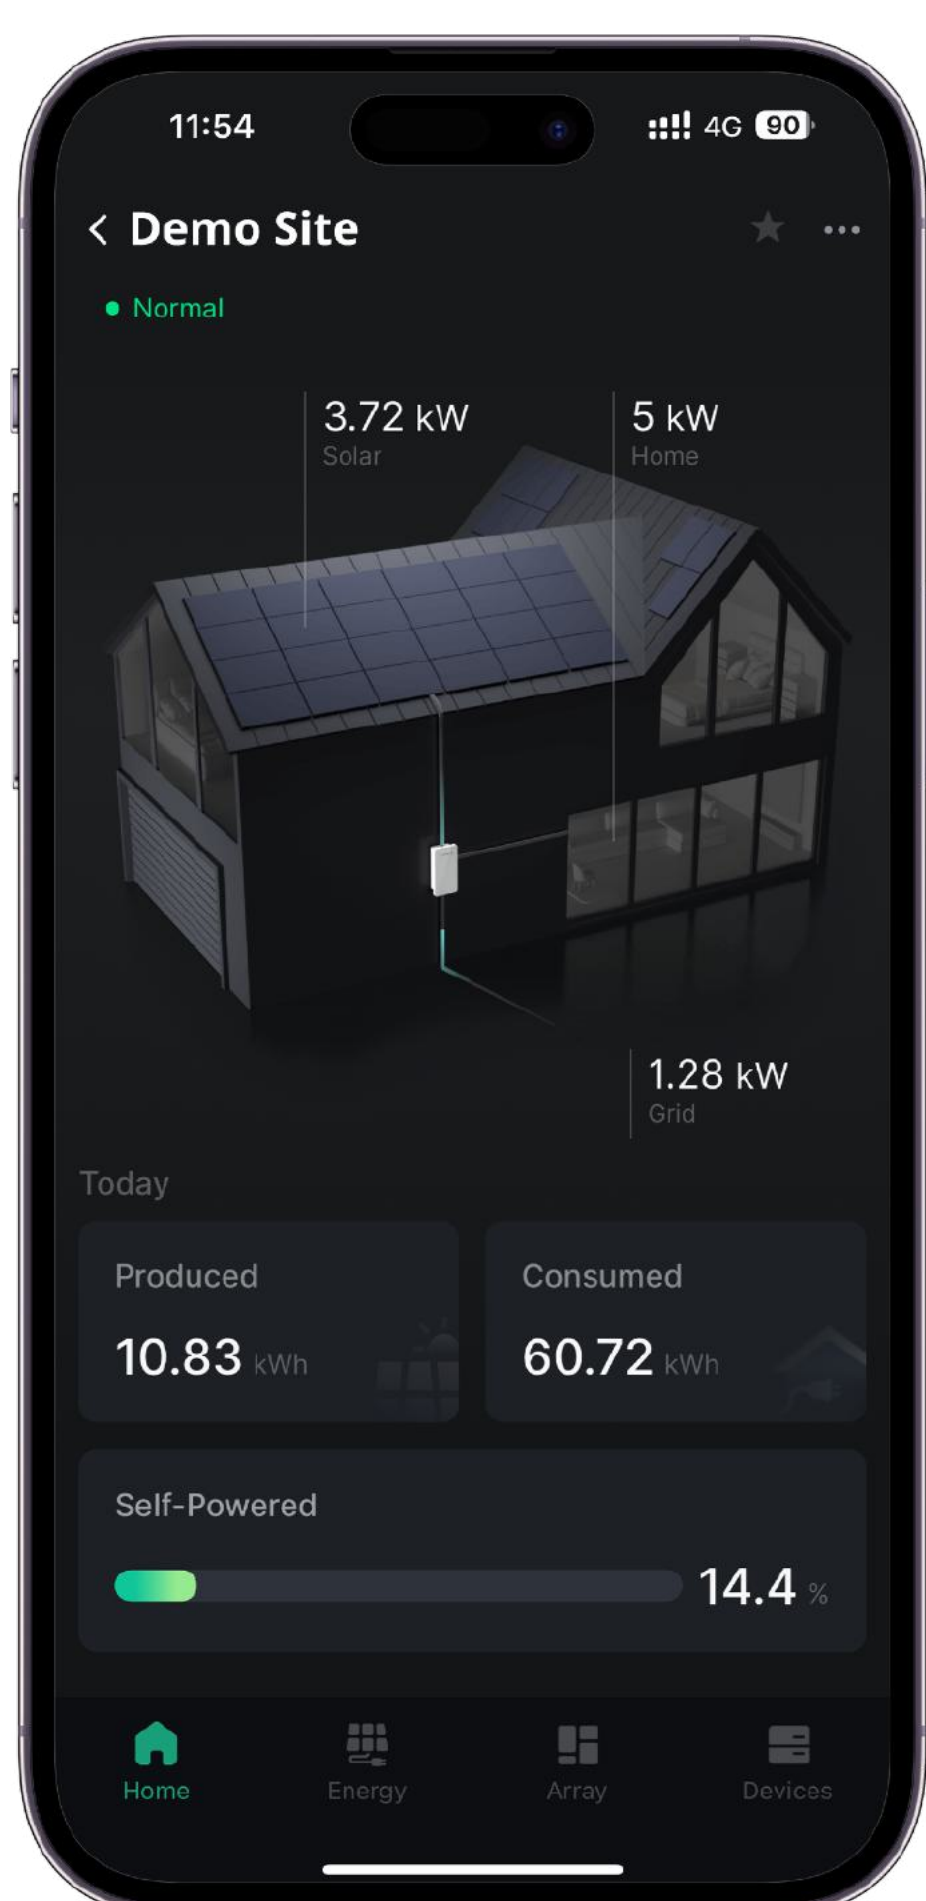 11:54
4G 90
Demo Site
Normal
3.72 kW
Solar
5 kW
Home
1.28 kW
Grid
Today
Produced
10.83 kWh
Consumed
60.72 kWh
Self-Powered
14.4 %
Home
Energy
Array
Devices